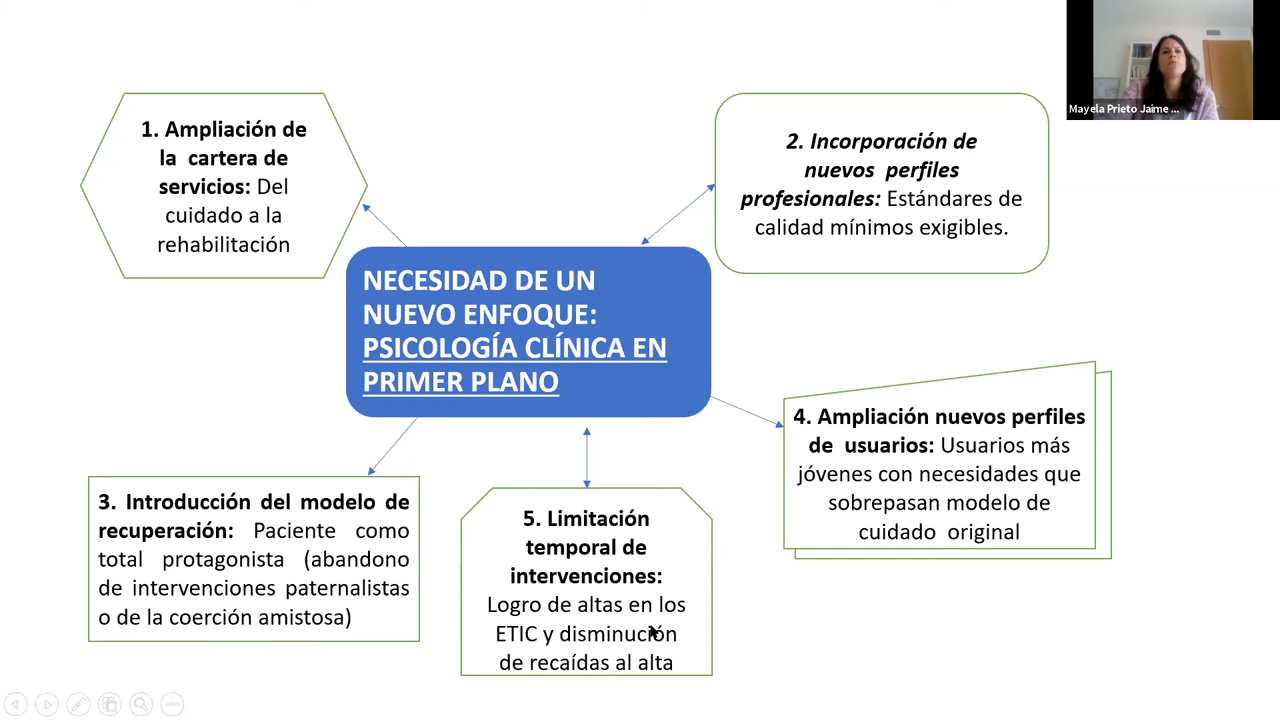 Mayela Prieto Jaime ...
1. Ampliación de
la cartera de
servicios: Del
cuidado a la
rehabilitación
2. Incorporación de
nuevos perfiles
profesionales: Estándares de
calidad mínimos exigibles.
NECESIDAD DE UN
NUEVO ENFOQUE:
PSICOLOGÍA CLÍNICA EN
PRIMER PLANO
3. Introducción del modelo de
recuperación: Paciente como
total protagonista (abandono
de intervenciones paternalistas
o de la coerción amistosa)
4. Ampliación nuevos perfiles
de usuarios: Usuarios más
jóvenes con necesidades que
sobrepasan modelo de
cuidado original
5. Limitación
temporal de
intervenciones:
Logro de altas en los
ETIC y disminución
de recaídas al alta